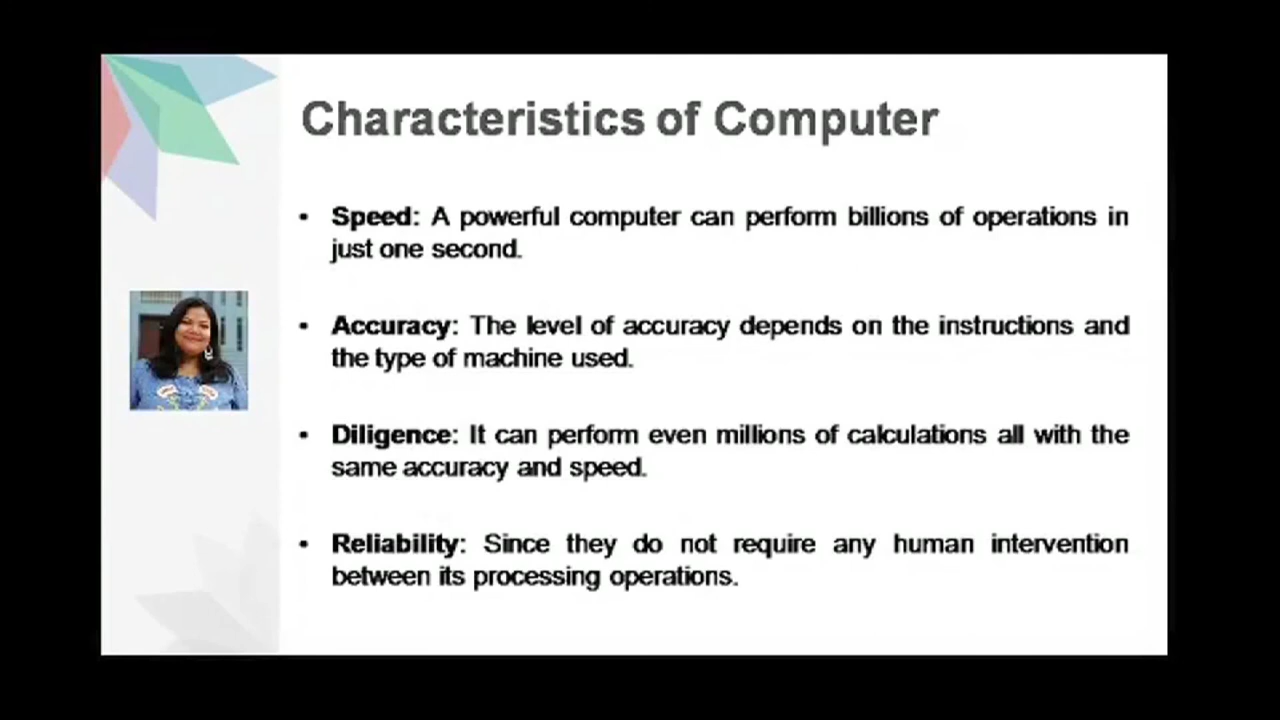 Characteristics of Computer
• Speed: A powerful computer can perform billions of operations in
just one second.
• Accuracy: The level of accuracy depends on the instructions and
the type of machine used.
• Diligence: It can perform even millions of calculations all with the
same accuracy and speed.
• Reliability: Since they do not require any human intervention
between its processing operations.